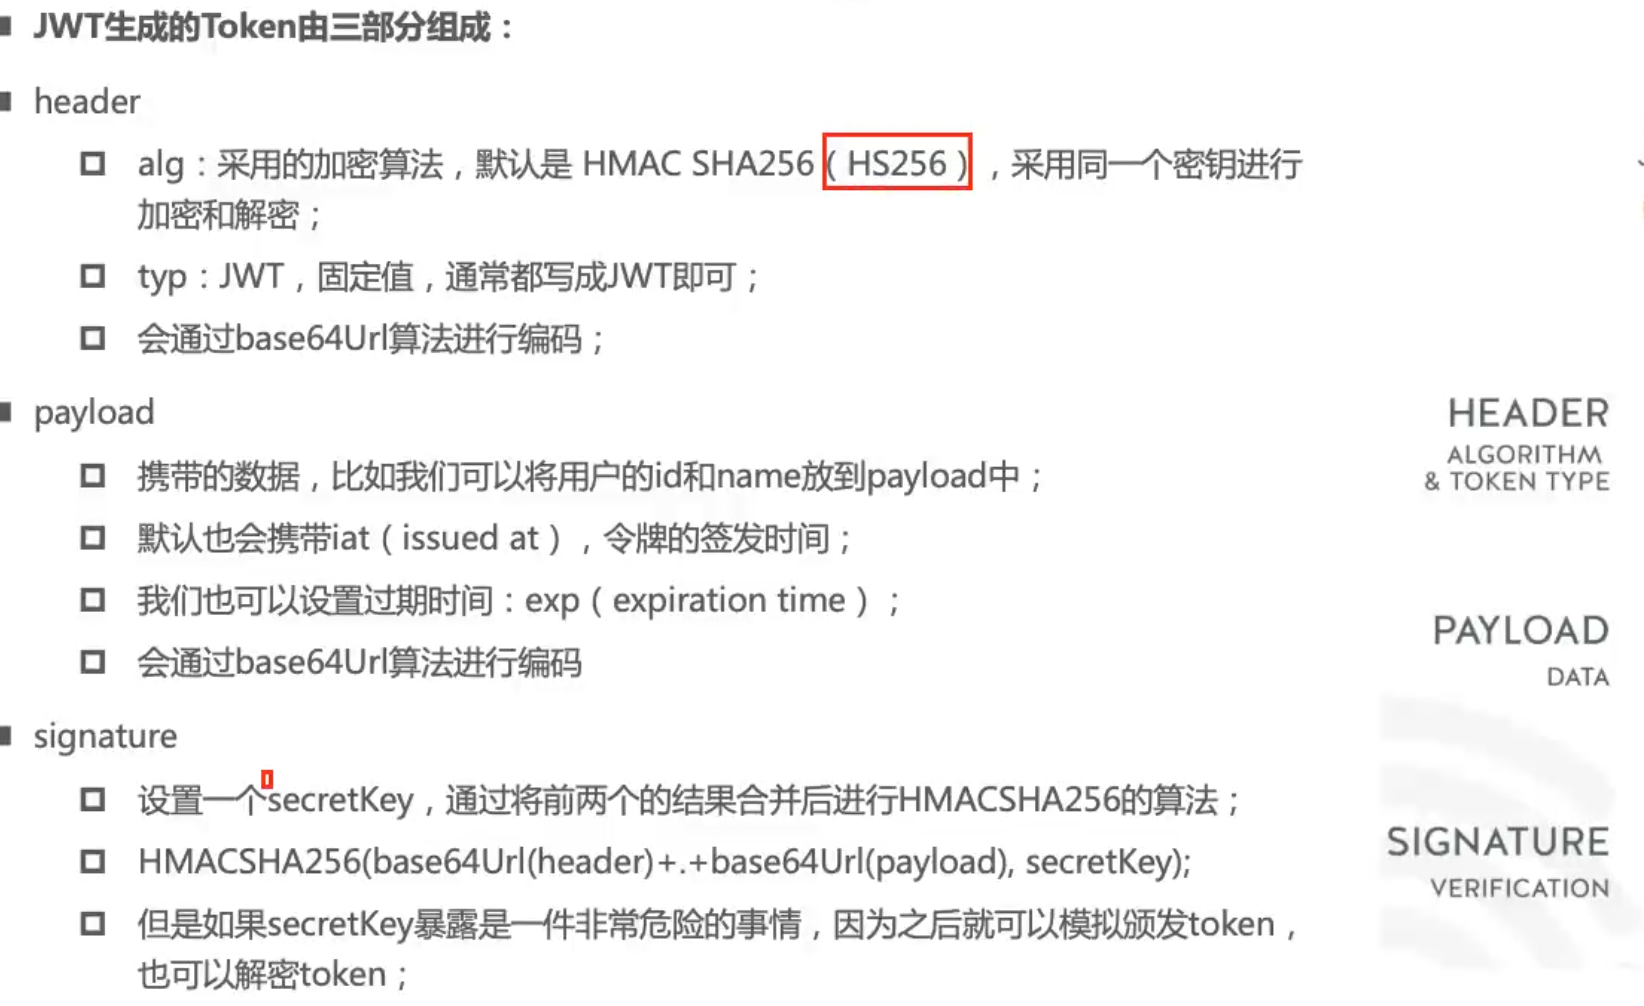 JWT生成的Token由三部分组成：
header
alg：采用的加密算法，默认是 HMAC SHA256（HS256），采用同一个密钥进行
加密和解密；
typ：JWT，固定值，通常都写成JWT即可；
会通过base64Url算法进行编码；
payload
携带的数据，比如我们可以将用户的id和name放到payload中；
默认也会携带iat（issued at），令牌的签发时间；
我们也可以设置过期时间：exp（expiration time）；
会通过base64Url算法进行编码
signature
设置一个secretKey，通过将前两个的结果合并后进行HMACSHA256的算法；
HMACSHA256(base64Url(header)+.+base64Url(payload), secretKey);
但是如果secretKey暴露是一件非常危险的事情，因为之后就可以模拟颁发token，
也可以解密token；
HEADER
ALGORITHM
& TOKEN TYPE
PAYLOAD
DATA
SIGNATURE
VERIFICATION